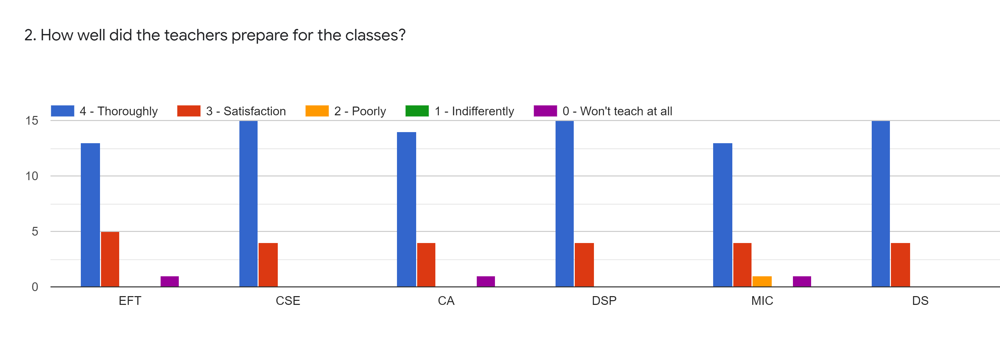 2. How well did the teachers prepare for the classes?
4 - Thoroughly 3 - Satisfaction 2 - Poorly 1 - Indifferently 0 - Won't teach at all
15
10
5
0
EFT CSE CA DSP MIC DS